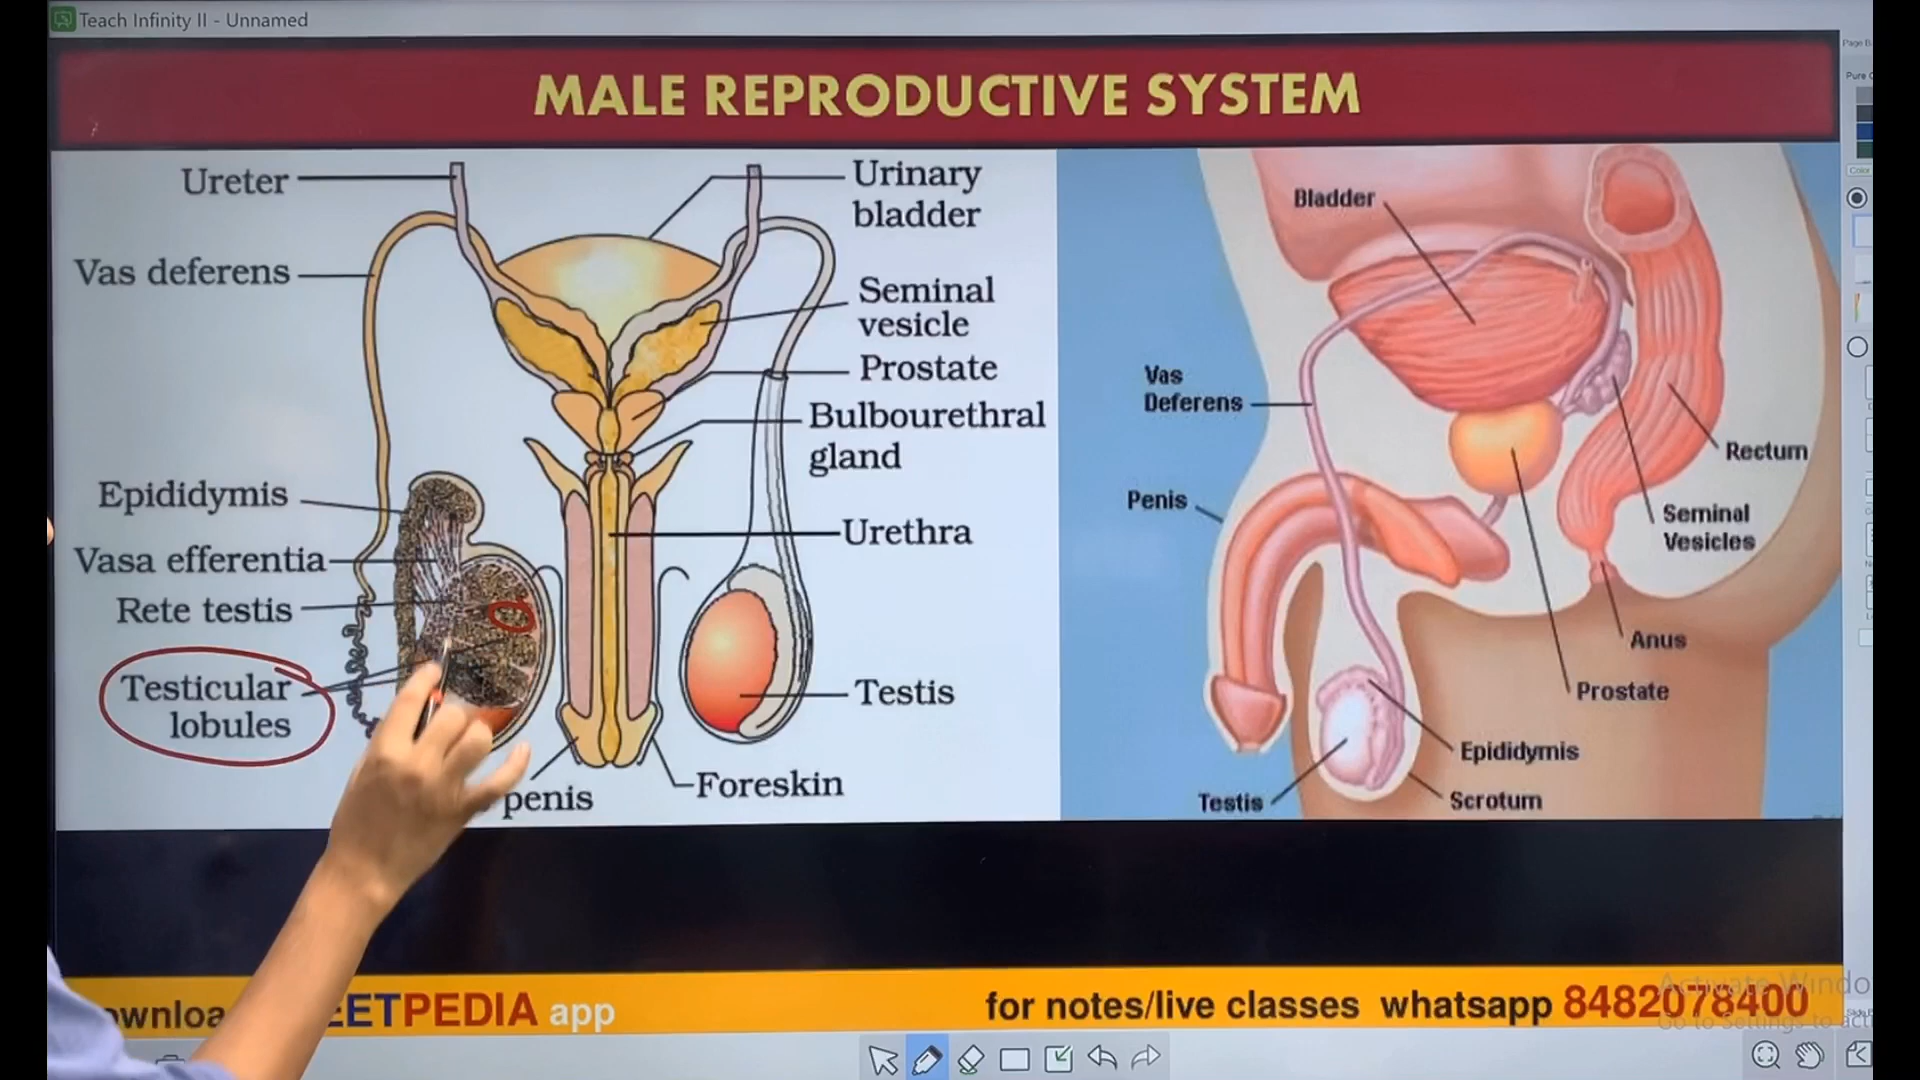 Teach Infinity II - Unnamed
MALE REPRODUCTIVE SYSTEM
Ureter
Vas deferens
Epididymis
Vasa efferentia
Rete testis
Testicular
lobules
Urinary
bladder
Seminal
vesicle
Prostate
Bulbourethral
gland
Urethra
Testis
penis
Foreskin
Bladder
Vas
Deferens
Penis
Rectum
Seminal
Vesicles
Anus
Prostate
Epididymis
Testis
Scrotum
EETPEDIA app
for notes/live classes whatsapp 8482078400